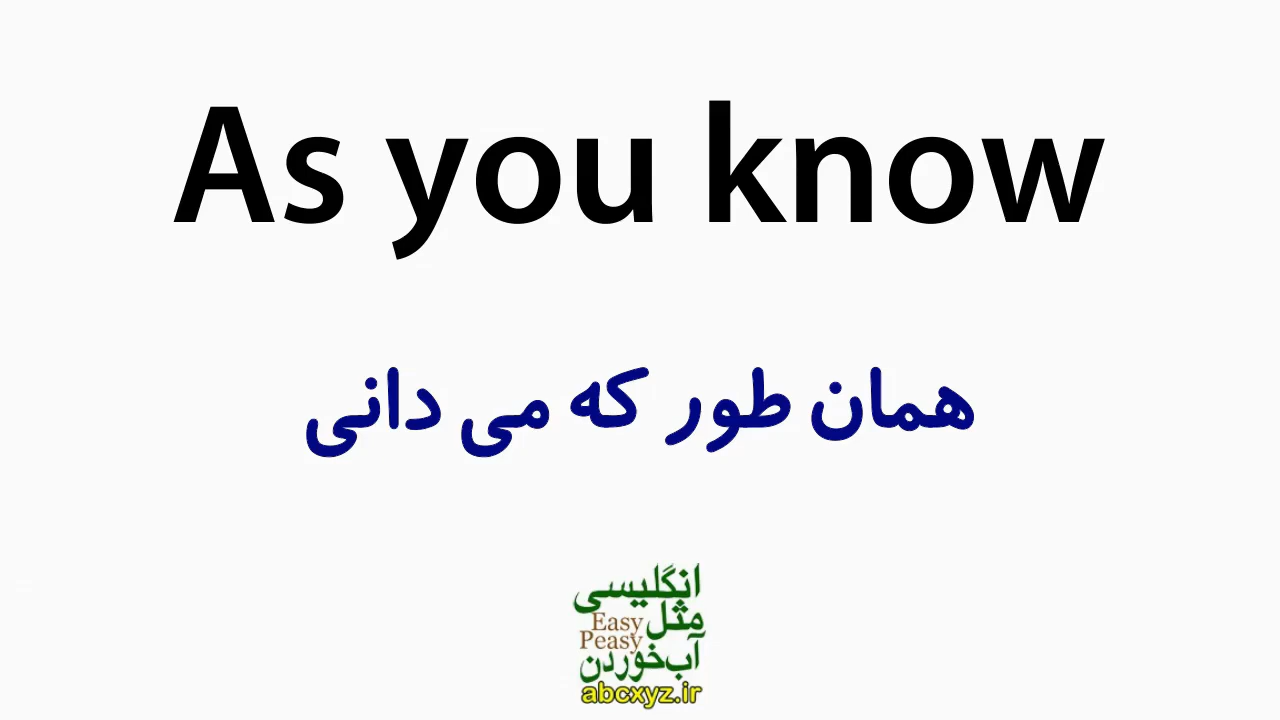 As you know
همان طور که می دانی
انگلیسی
مثل Easy
Peasy
آب‌خوردن
abcxyz.ir